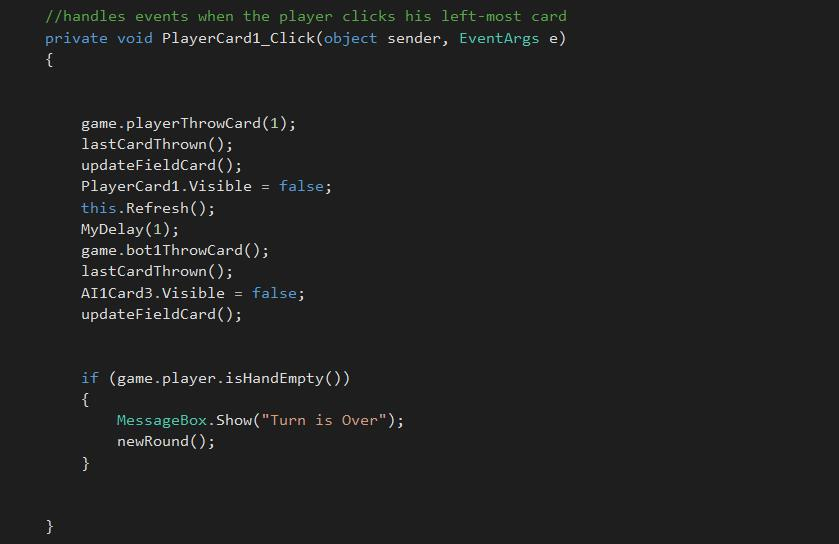 //handles events when the player clicks his left-most card
private void PlayerCard1_Click(object sender, EventArgs e)
{
game.playerThrowCard(1);
lastCardThrown();
updateFieldCard();
PlayerCard1.Visible = false;
this.Refresh();
MyDelay(1);
game.bot1ThrowCard();
lastCardThrown();
AI1Card3.Visible = false;
updateFieldCard();
if (game.player.isHandEmpty())
{
MessageBox.Show("Turn is Over");
newRound();
}
}